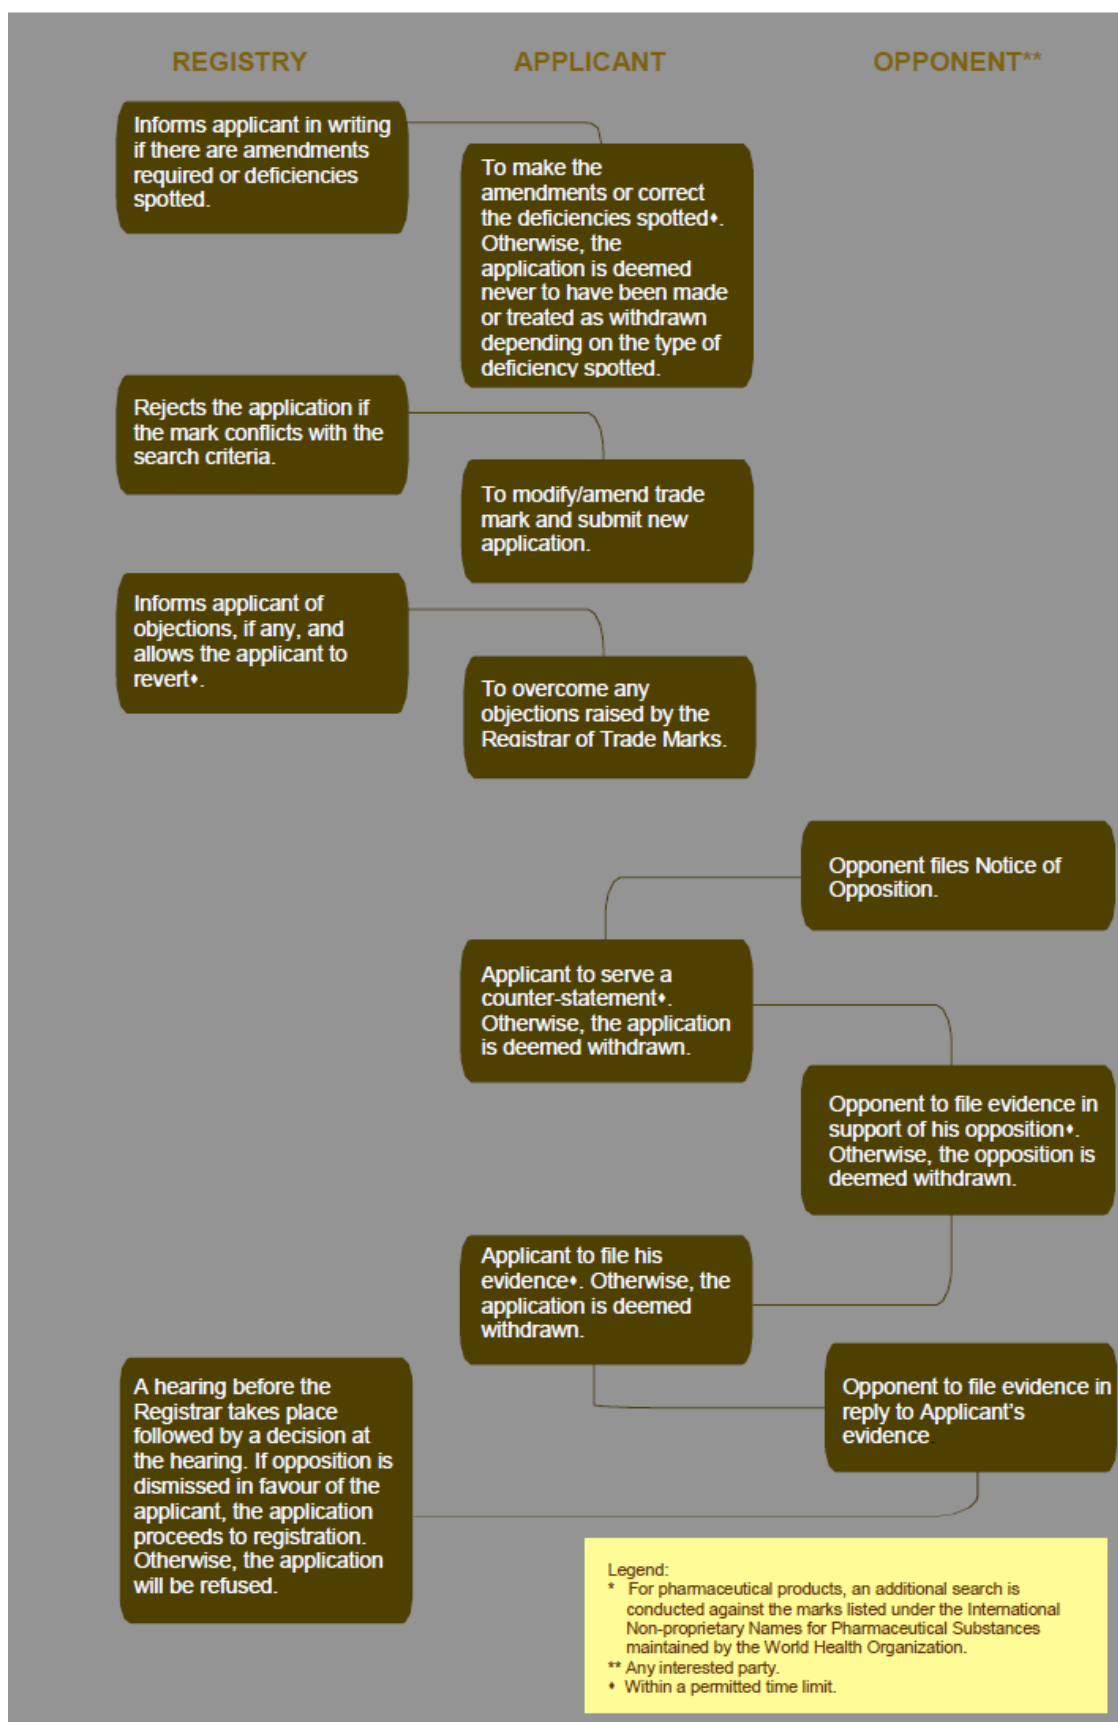 REGISTRY
APPLICANT
OPPONENT**
Informs applicant in writing
if there are amendments
required or deficiencies
spotted.
To make the
amendments or correct
the deficiencies spotted♦.
Otherwise, the
application is deemed
never to have been made
or treated as withdrawn
depending on the type of
deficiency spotted.
Rejects the application if
the mark conflicts with the
search criteria.
To modify/amend trade
mark and submit new
application.
Informs applicant of
objections, if any, and
allows the applicant to
revert♦.
To overcome any
objections raised by the
Registrar of Trade Marks.
Opponent files Notice of
Opposition.
Applicant to serve a
counter-statement♦.
Otherwise, the application
is deemed withdrawn.
Opponent to file evidence in
support of his opposition♦.
Otherwise, the opposition is
deemed withdrawn.
Applicant to file his
evidence♦. Otherwise, the
application is deemed
withdrawn.
Opponent to file evidence in
reply to Applicant's
evidence
A hearing before the
Registrar takes place
followed by a decision at
the hearing. If opposition is
dismissed in favour of the
applicant, the application
proceeds to registration.
Otherwise, the application
will be refused.
Legend:
* For pharmaceutical products, an additional search is
conducted against the marks listed under the International
Non-proprietary Names for Pharmaceutical Substances
maintained by the World Health Organization.
** Any interested party.
♦ Within a permitted time limit.